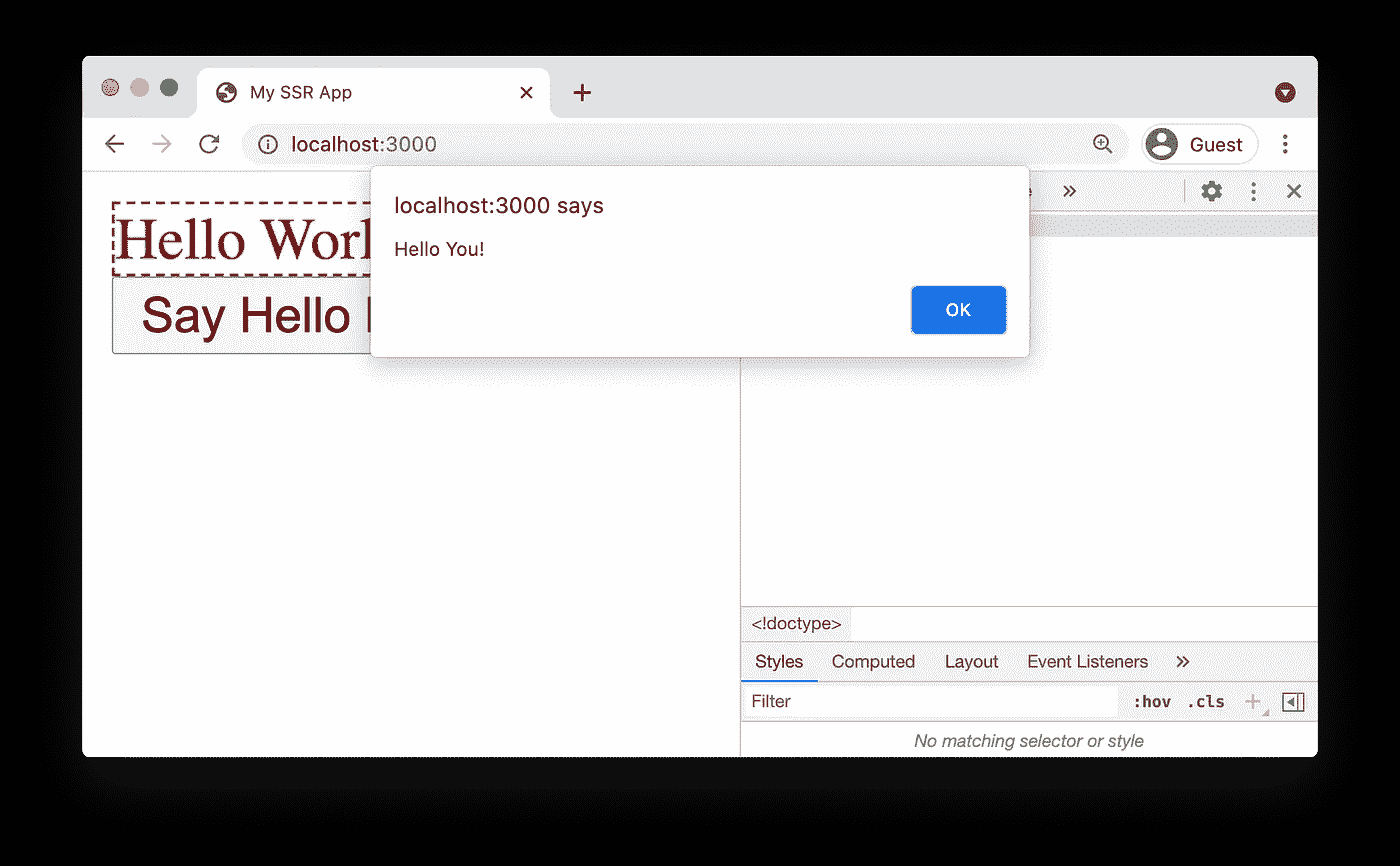 My SSR App
localhost:3000
Guest
localhost:3000 says
Hello You!
OK
Hello
Say Hello
<!doctype>
Styles Computed Layout Event Listeners
Filter :hov .cls
No matching selector or style